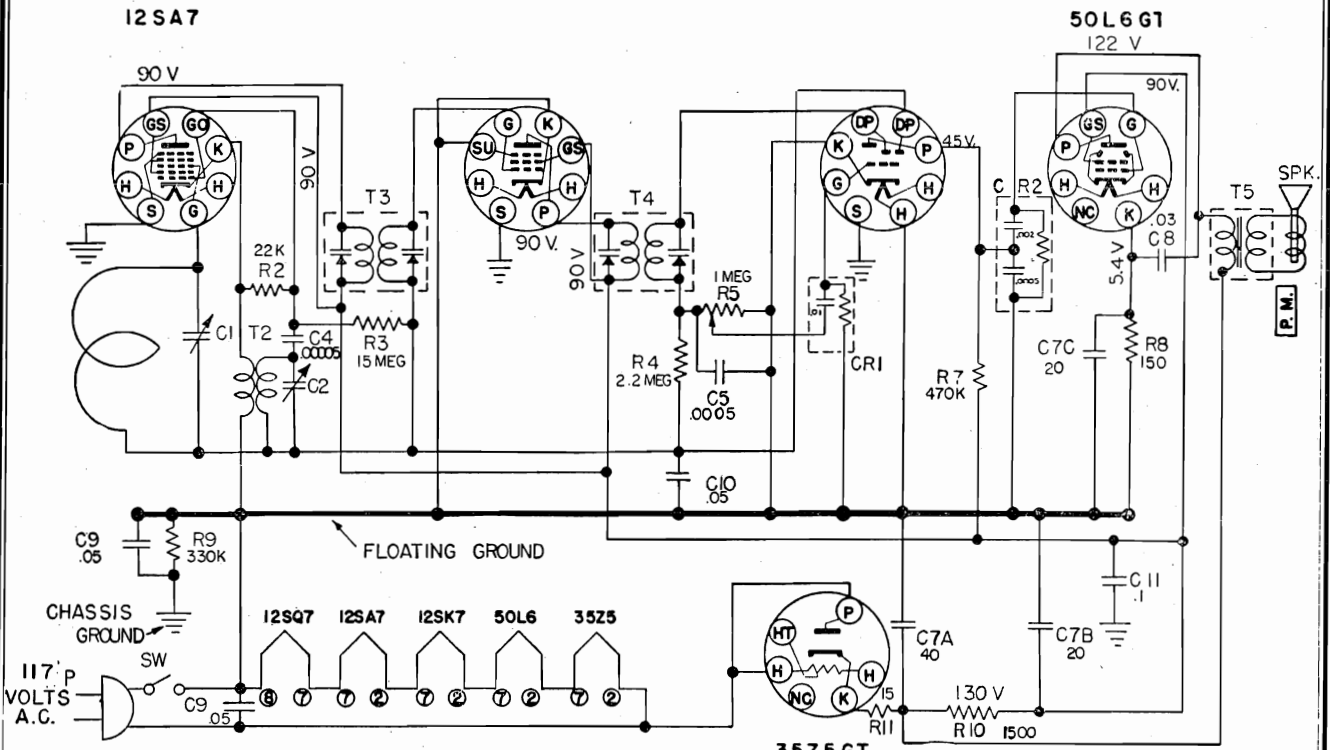 12SA7
50L6GT
122 V
90V.
90 V
GS
GO
P
K
H
H
S
G
90 V
G
K
SU
GS
H
H
S
P
90 V.
DP
DP
K
P
G
H
S
H
45V.
GS
G
P
H
H
NC
K
5.4V
.03
C8
SPK.
T5
P.M.
T3
T4
90 V
22K
R2
T2
C4
.00005
C1
C2
R3
15 MEG
1 MEG
R5
R4
2.2 MEG
C5
.0005
.01
CR1
C
R2
.002
.0005
R7
470K
C7C
20
R8
150
C10
.05
C9
.05
R9
330K
FLOATING GROUND
CHASSIS
GROUND
C11
.1
C7A
40
C7B
20
12SQ7
12SA7
12SK7
50L6
35Z5
8
7
7
2
7
2
7
2
7
2
117
P
VOLTS
A.C.
SW
C9
.05
P
HT
H
H
NC
K
15
R11
130 V
R10
1500
35Z5GT